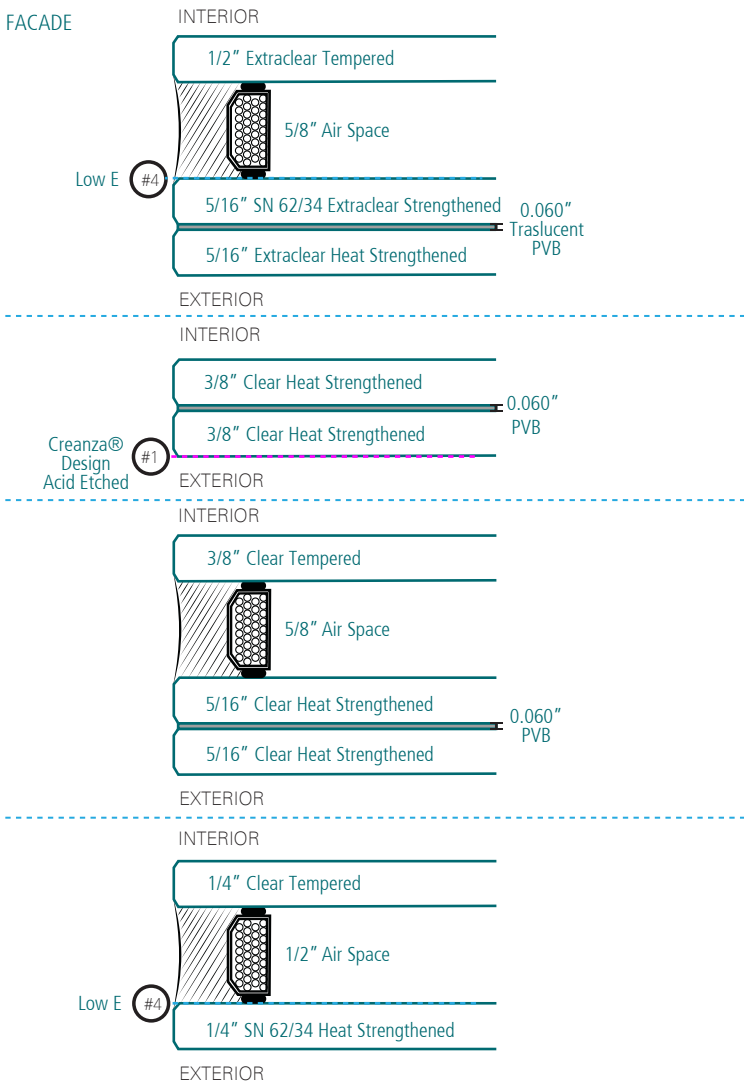 FACADE
INTERIOR
1/2" Extraclear Tempered
5/8" Air Space
Low E
#4
5/16" SN 62/34 Extraclear Strengthened
0.060"
Traslucent
PVB
5/16" Extraclear Heat Strengthened
EXTERIOR
INTERIOR
3/8" Clear Heat Strengthened
0.060"
PVB
3/8" Clear Heat Strengthened
Creanza®
Design
Acid Etched
#1
EXTERIOR
INTERIOR
3/8" Clear Tempered
5/8" Air Space
5/16" Clear Heat Strengthened
0.060"
PVB
5/16" Clear Heat Strengthened
EXTERIOR
INTERIOR
1/4" Clear Tempered
1/2" Air Space
Low E
#4
1/4" SN 62/34 Heat Strengthened
EXTERIOR